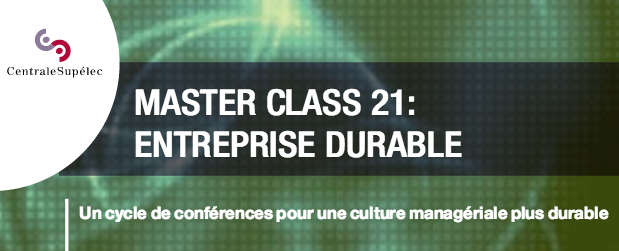 CentraleSupélec
MASTER CLASS 21:
ENTREPRISE DURABLE
Un cycle de conférences pour une culture managériale plus durable